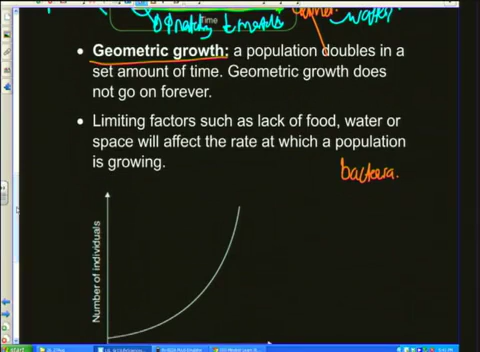 Time
water
• Geometric growth: a population doubles in a
set amount of time. Geometric growth does
not go on forever.
• Limiting factors such as lack of food, water or
space will affect the rate at which a population
is growing.
bacteria.
Number of individuals
start